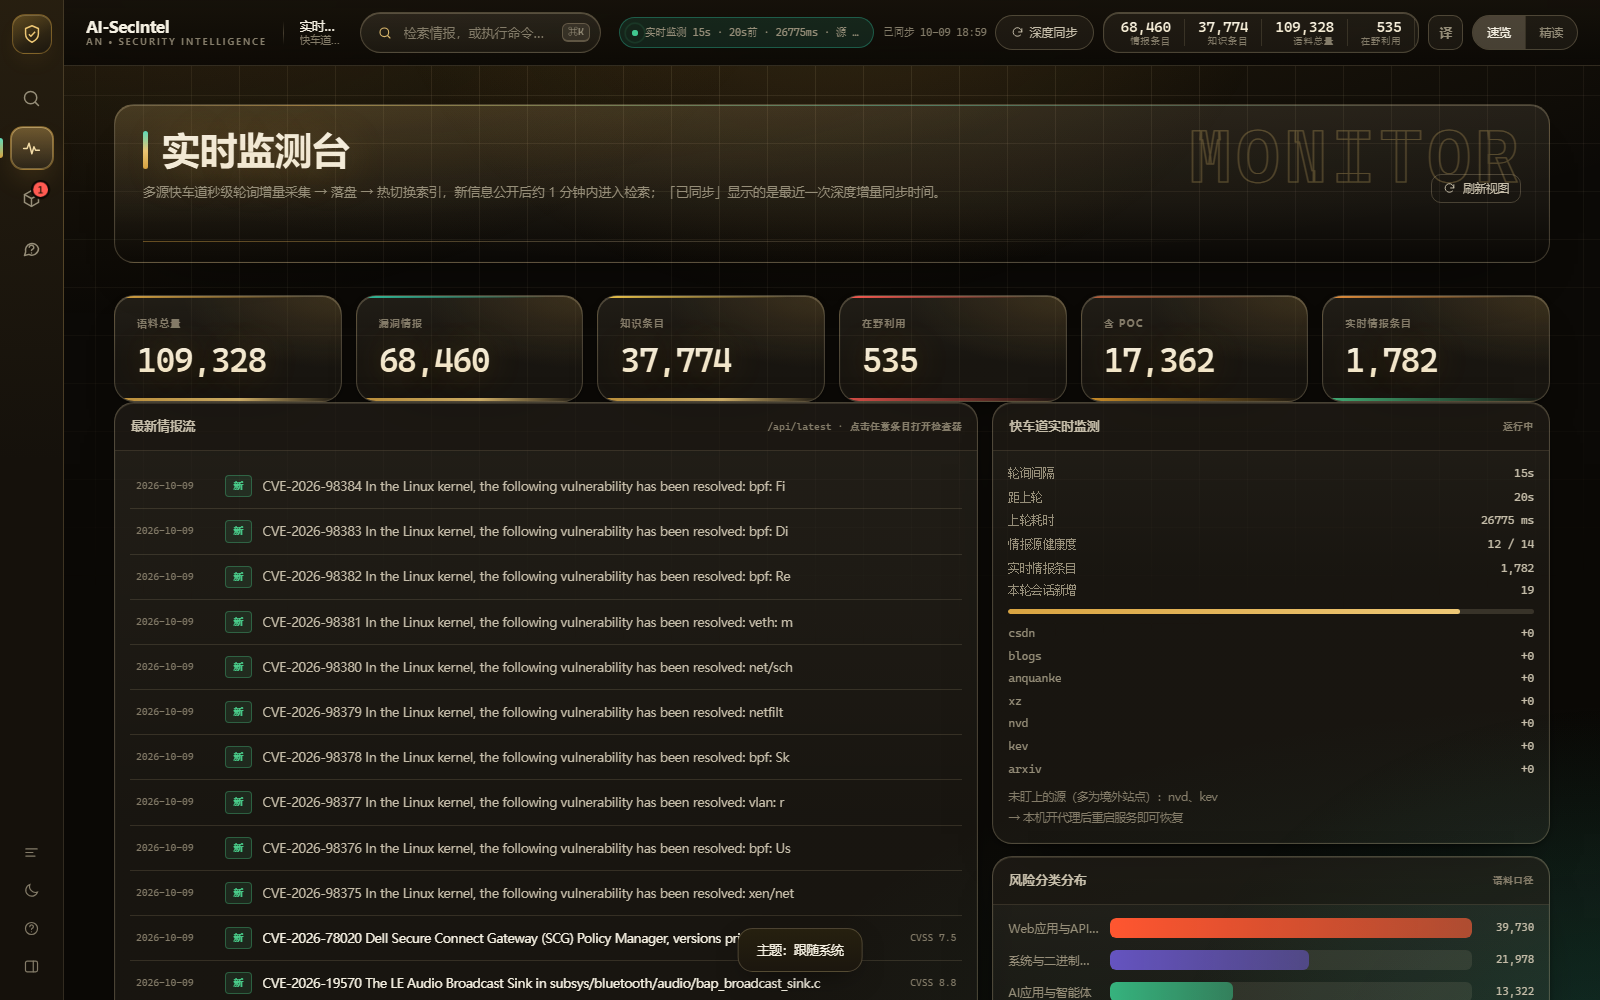 AI-SecIntel
AN • SECURITY INTELLIGENCE
实时...
快车道...
检索情报，或执行命令... ⌘K
实时监测 15s · 20s前 · 26775ms · 源 …
已同步 10-09 18:59
深度同步
68,460 情报条目
37,774 知识条目
109,328 语料总量
535 在野利用
译
速览 精读
1
实时监测台
MONITOR
多源快车道秒级轮询增量采集 → 落盘 → 热切换索引，新信息公开后约 1 分钟内进入检索；「已同步」显示的是最近一次深度增量同步时间。
刷新视图
语料总量
109,328
漏洞情报
68,460
知识条目
37,774
在野利用
535
含 POC
17,362
实时情报条目
1,782
最新情报流 /api/latest · 点击任意条目打开检查器
2026-10-09 新 CVE-2026-98384 In the Linux kernel, the following vulnerability has been resolved: bpf: Fi
2026-10-09 新 CVE-2026-98383 In the Linux kernel, the following vulnerability has been resolved: bpf: Di
2026-10-09 新 CVE-2026-98382 In the Linux kernel, the following vulnerability has been resolved: bpf: Re
2026-10-09 新 CVE-2026-98381 In the Linux kernel, the following vulnerability has been resolved: veth: m
2026-10-09 新 CVE-2026-98380 In the Linux kernel, the following vulnerability has been resolved: net/sch
2026-10-09 新 CVE-2026-98379 In the Linux kernel, the following vulnerability has been resolved: netfilt
2026-10-09 新 CVE-2026-98378 In the Linux kernel, the following vulnerability has been resolved: bpf: Sk
2026-10-09 新 CVE-2026-98377 In the Linux kernel, the following vulnerability has been resolved: vlan: r
2026-10-09 新 CVE-2026-98376 In the Linux kernel, the following vulnerability has been resolved: bpf: Us
2026-10-09 新 CVE-2026-98375 In the Linux kernel, the following vulnerability has been resolved: xen/net
2026-10-09 新 CVE-2026-78020 Dell Secure Connect Gateway (SCG) Policy Manager, versions pri CVSS 7.5
2026-10-09 新 CVE-2026-19570 The LE Audio Broadcast Sink in subsys/bluetooth/audio/bap_broadcast_sink.c CVSS 8.8
主题：跟随系统
快车道实时监测 运行中
轮询间隔 15s
距上轮 20s
上轮耗时 26775 ms
情报源健康度 12 / 14
实时情报条目 1,782
本轮会话新增 19
csdn +0
blogs +0
anquanke +0
xz +0
nvd +0
kev +0
arxiv +0
未盯上的源（多为境外站点）: nvd、kev
→ 本机开代理后重启服务即可恢复
风险分类分布 语料口径
Web应用与API... 39,730
系统与二进制... 21,978
AI应用与智能体 13,322